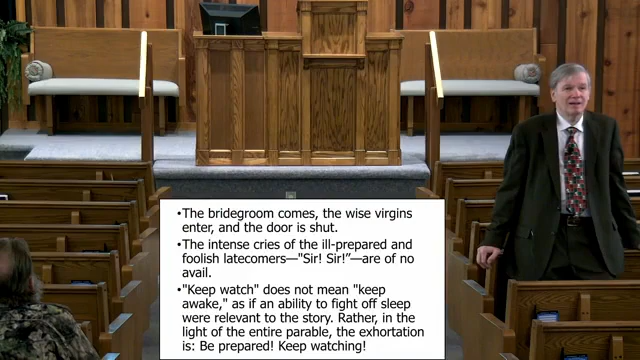 •The bridegroom comes, the wise virgins
enter, and the door is shut.
•The intense cries of the ill-prepared and
foolish latecomers—"Sir! Sir!”—are of no
avail.
•"Keep watch" does not mean "keep
awake," as if an ability to fight off sleep
were relevant to the story. Rather, in the
light of the entire parable, the exhortation
is: Be prepared! Keep watching!